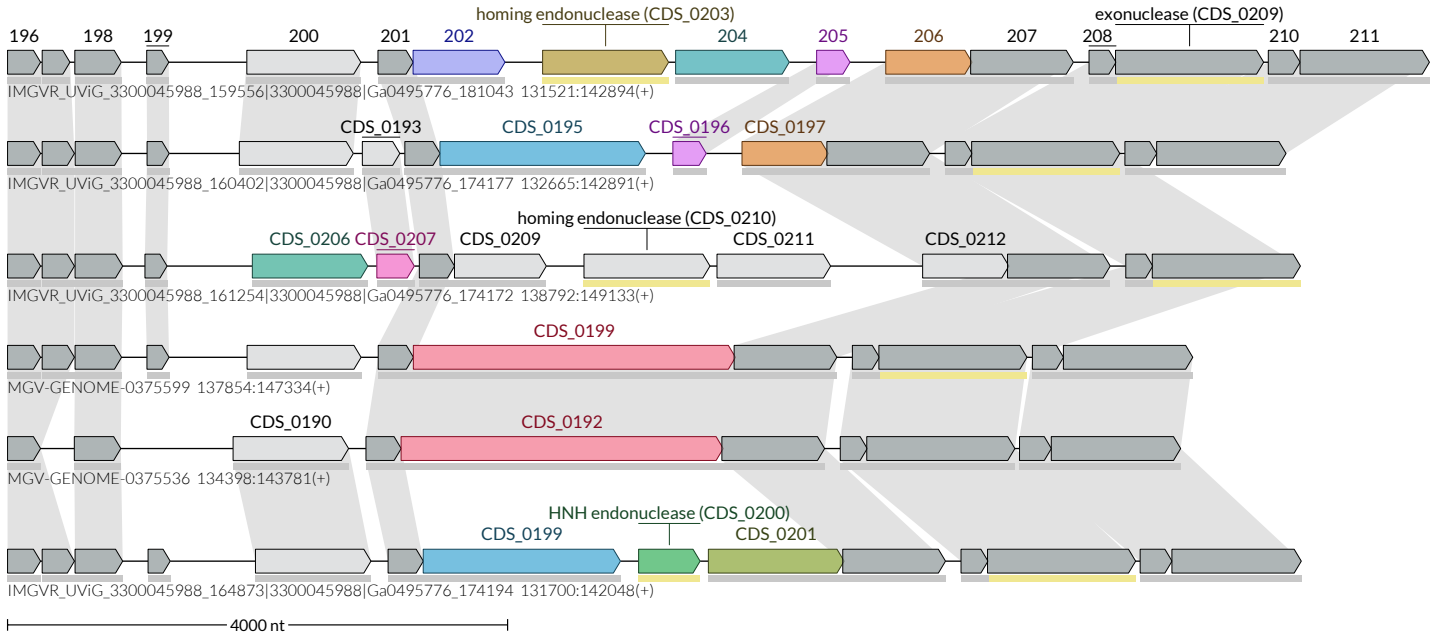 homing endonuclease (CDS_0203) exonuclease (CDS_0209)
196 198 199 200 201 202 204 205 206 207 208 210 211
IMGVR_UViG_3300045988_159556|3300045988|Ga0495776_181043 131521:142894(+)
CDS_0193 CDS_0195 CDS_0196 CDS_0197
IMGVR_UViG_3300045988_160402|3300045988|Ga0495776_174177 132665:142891(+)
homing endonuclease (CDS_0210)
CDS_0206 CDS_0207 CDS_0209 CDS_0211 CDS_0212
IMGVR_UViG_3300045988_161254|3300045988|Ga0495776_174172 138792:149133(+)
CDS_0199
MGV-GENOME-0375599 137854:147334(+)
CDS_0190 CDS_0192
MGV-GENOME-0375536 134398:143781(+)
HNH endonuclease (CDS_0200)
CDS_0199 CDS_0201
IMGVR_UViG_3300045988_164873|3300045988|Ga0495776_174194 131700:142048(+)
4000 nt